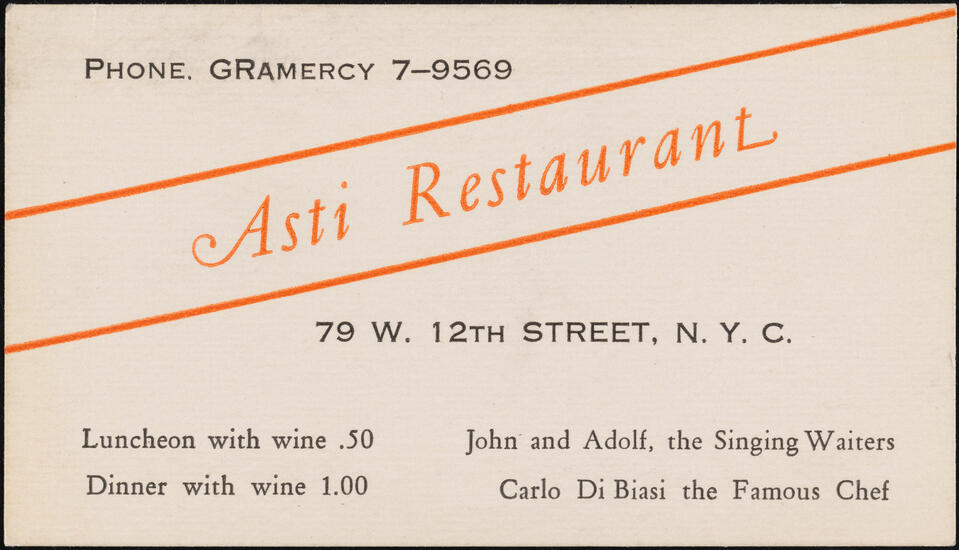 PHONE. GRAMERCY 7–9569
Asti Restaurant
79 W. 12TH STREET, N. Y. C.
Luncheon with wine .50
Dinner with wine 1.00
John and Adolf, the Singing Waiters
Carlo Di Biasi the Famous Chef